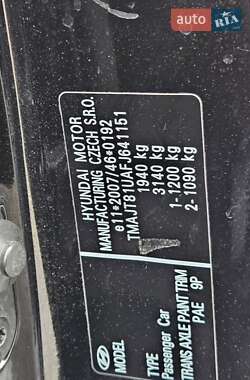 AUTO RIA
HYUNDAI MOTOR
MANUFACTURING CZECH S.R.O.
e11*2007/46*0192
TMAJT81UAFJ641151
1940 kg
3140 kg
1-1200 kg
2-1090 kg
MODEL
TYPE
Passenger Car
TRANS AXLE PAINT TRIM
PAE 9P